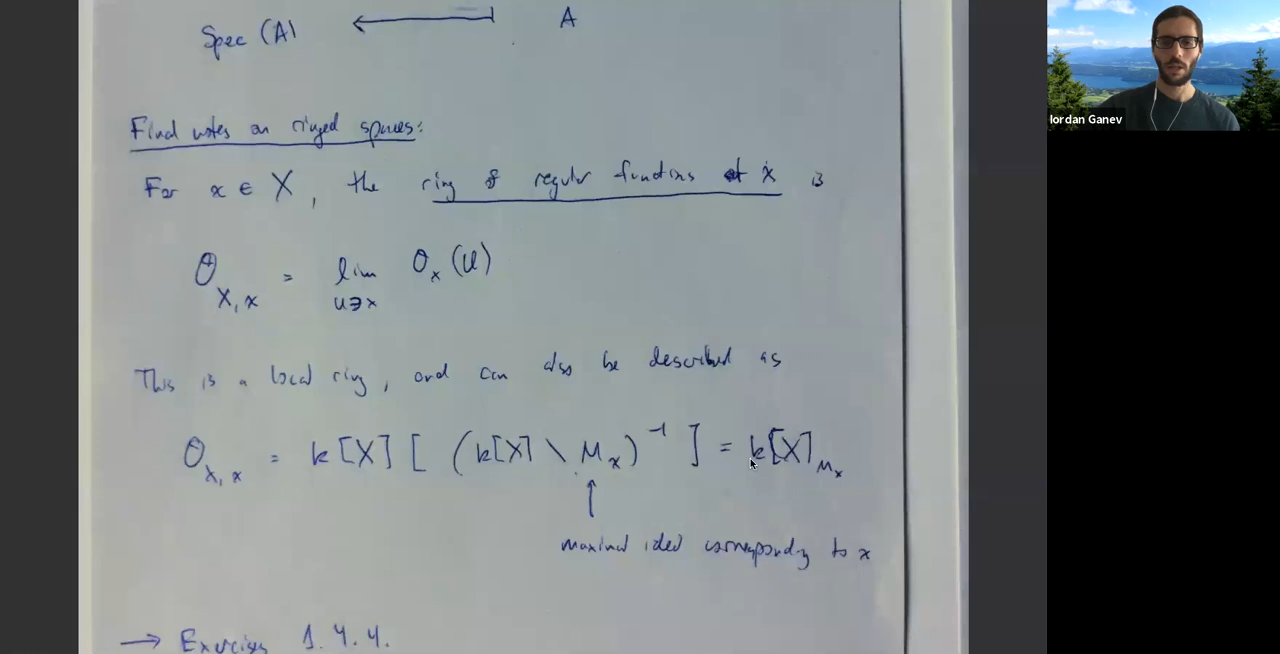 Spec (A) ⟵ A
Iordan Ganev
Final notes on ringed spaces:
For x ∈ X, the ring of regular functions at x is
O_{X,x} = lim_{U∋x} O_X(U)
This is a local ring, and can also be described as
O_{X,x} = k[X] [ (k[X] \ M_x)^{-1} ] = k[X]_{M_x}
↑
maximal ideal corresponding to x
→ Exercise 1.4.4.